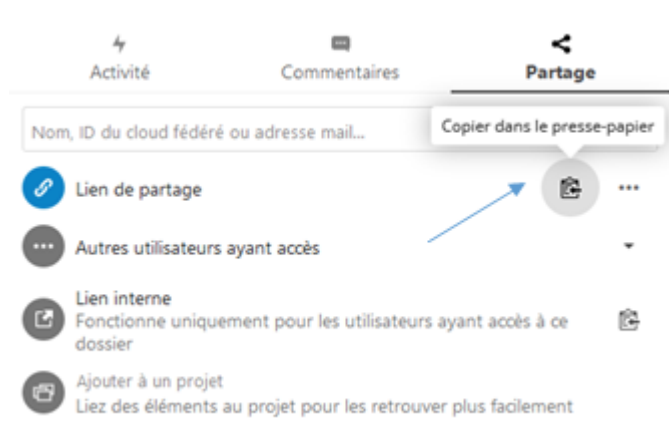 Activité
Commentaires
Partage
Nom, ID du cloud fédéré ou adresse mail...
Copier dans le presse-papier
Lien de partage
Autres utilisateurs ayant accès
Lien interne
Fonctionne uniquement pour les utilisateurs ayant accès à ce
dossier
Ajouter à un projet
Liez des éléments au projet pour les retrouver plus facilement